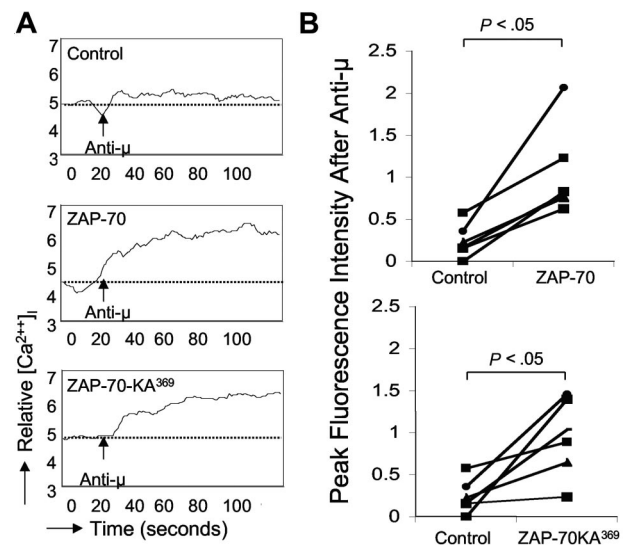 A
Control
7
6
5
4
3
Anti-μ
0 20 40 60 80 100
ZAP-70
7
6
5
4
3
Anti-μ
0 20 40 60 80 100
ZAP-70-KA³⁶⁹
7
6
5
4
3
Anti-μ
0 20 40 60 80 100
Relative [Ca²⁺⁺]I
Time (seconds)
B
Peak Fluorescence Intensity After Anti-μ
P < .05
2.5
2
1.5
1
0.5
0
Control ZAP-70
P < .05
2
1.5
1
0.5
0
Control ZAP-70KA³⁶⁹